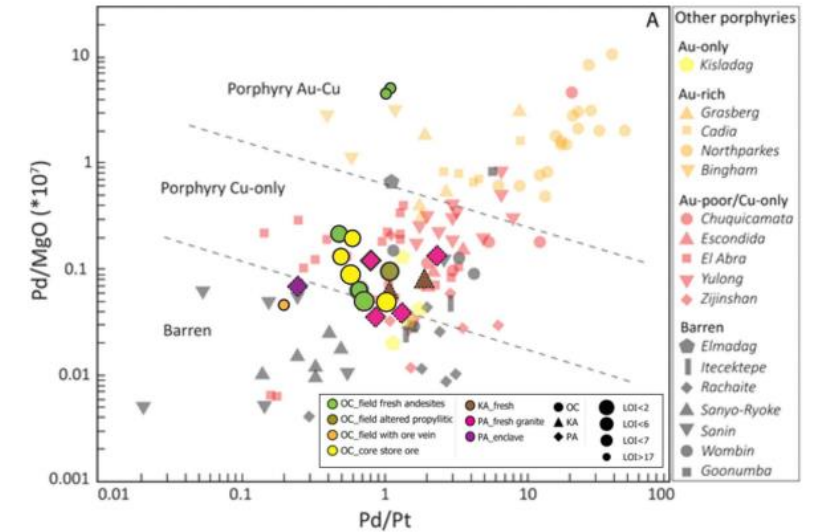 A
Pd/MgO (*10⁷)
10
1
0.1
0.01
0.001
Porphyry Au-Cu
Porphyry Cu-only
Barren
0.01
0.1
1
10
100
Pd/Pt
OC_field fresh andesites
OC_field altered propyllitic
OC_field with ore vein
OC_core store ore
KA_fresh
PA_fresh granite
PA_enclave
OC
KA
PA
LOI<2
LOI<6
LOI<7
LOI>17
Other porphyries
Au-only
Kisladag
Au-rich
Grasberg
Cadia
Northparkes
Bingham
Au-poor/Cu-only
Chuquicamata
Escondida
El Abra
Yulong
Zijinshan
Barren
Elmadag
Itecektepe
Rachaite
Sanyo-Ryoke
Sanin
Wombin
Goonumba